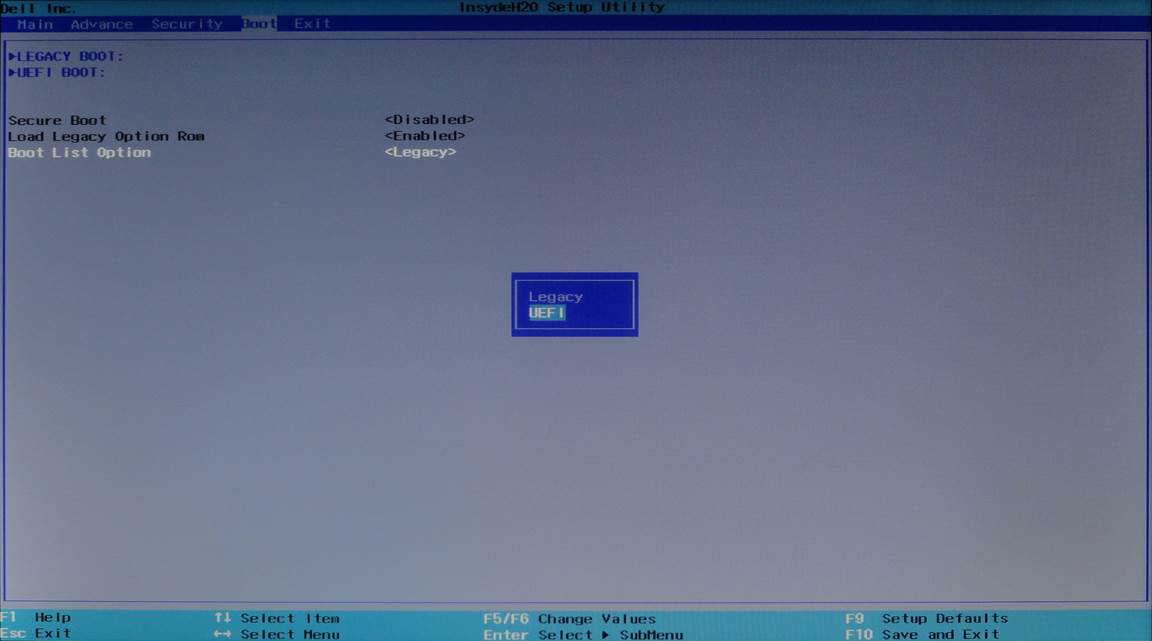 Dell Inc.
InsydeH20 Setup Utility
Main Advance Security Boot Exit
▶LEGACY BOOT:
▶UEFI BOOT:
Secure Boot <Disabled>
Load Legacy Option Rom <Enabled>
Boot List Option <Legacy>
Legacy
UEFI
F1 Help ↑↓ Select Item F5/F6 Change Values F9 Setup Defaults
Esc Exit ↔ Select Menu Enter Select ▶ SubMenu F10 Save and Exit